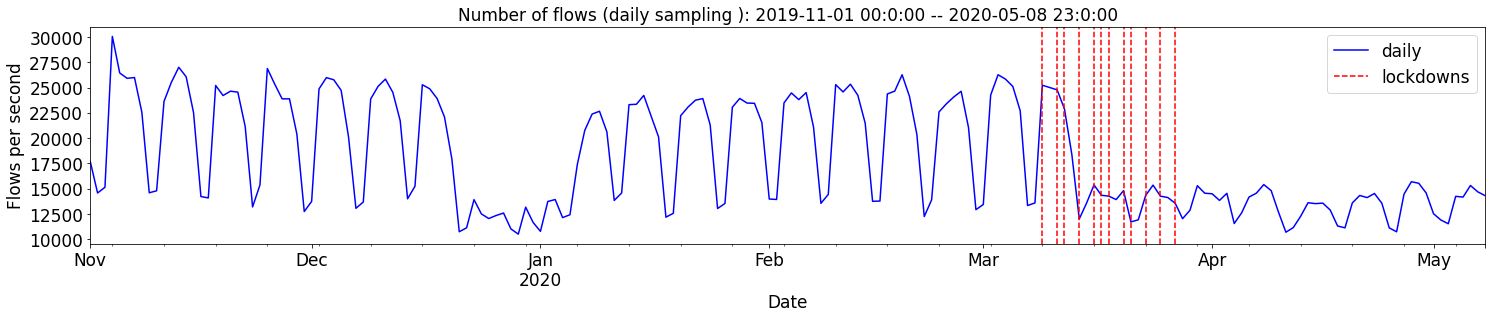 Number of flows (daily sampling ): 2019-11-01 00:0:00 -- 2020-05-08 23:0:00
Flows per second
30000
27500
25000
22500
20000
17500
15000
12500
10000
daily
lockdowns
Nov Dec Jan Feb Mar Apr May
2020
Date